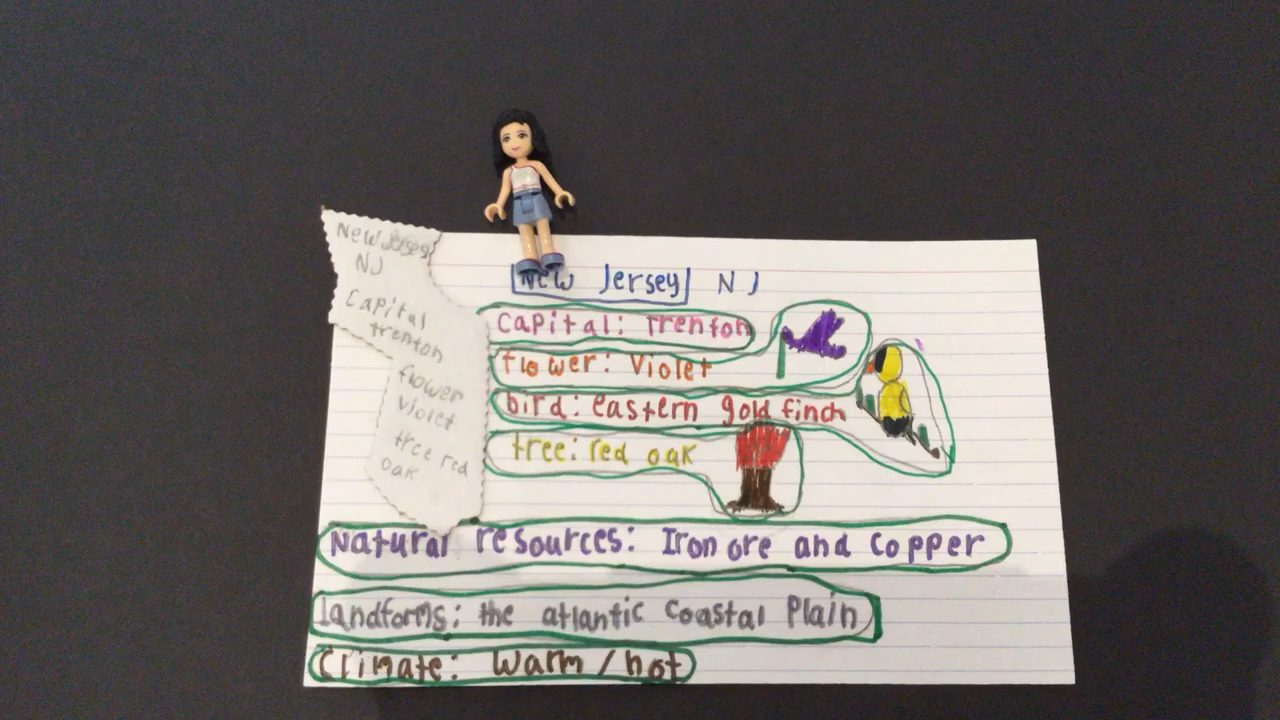 New Jersey
NJ
Capital
trenton
flower
violet
tree red
oak
New Jersey NJ
Capital: Trenton
flower: Violet
bird: eastern gold finch
tree: red oak
Natural resources: Iron ore and Copper
landforms: the atlantic Coastal Plain
Climate: Warm/hot